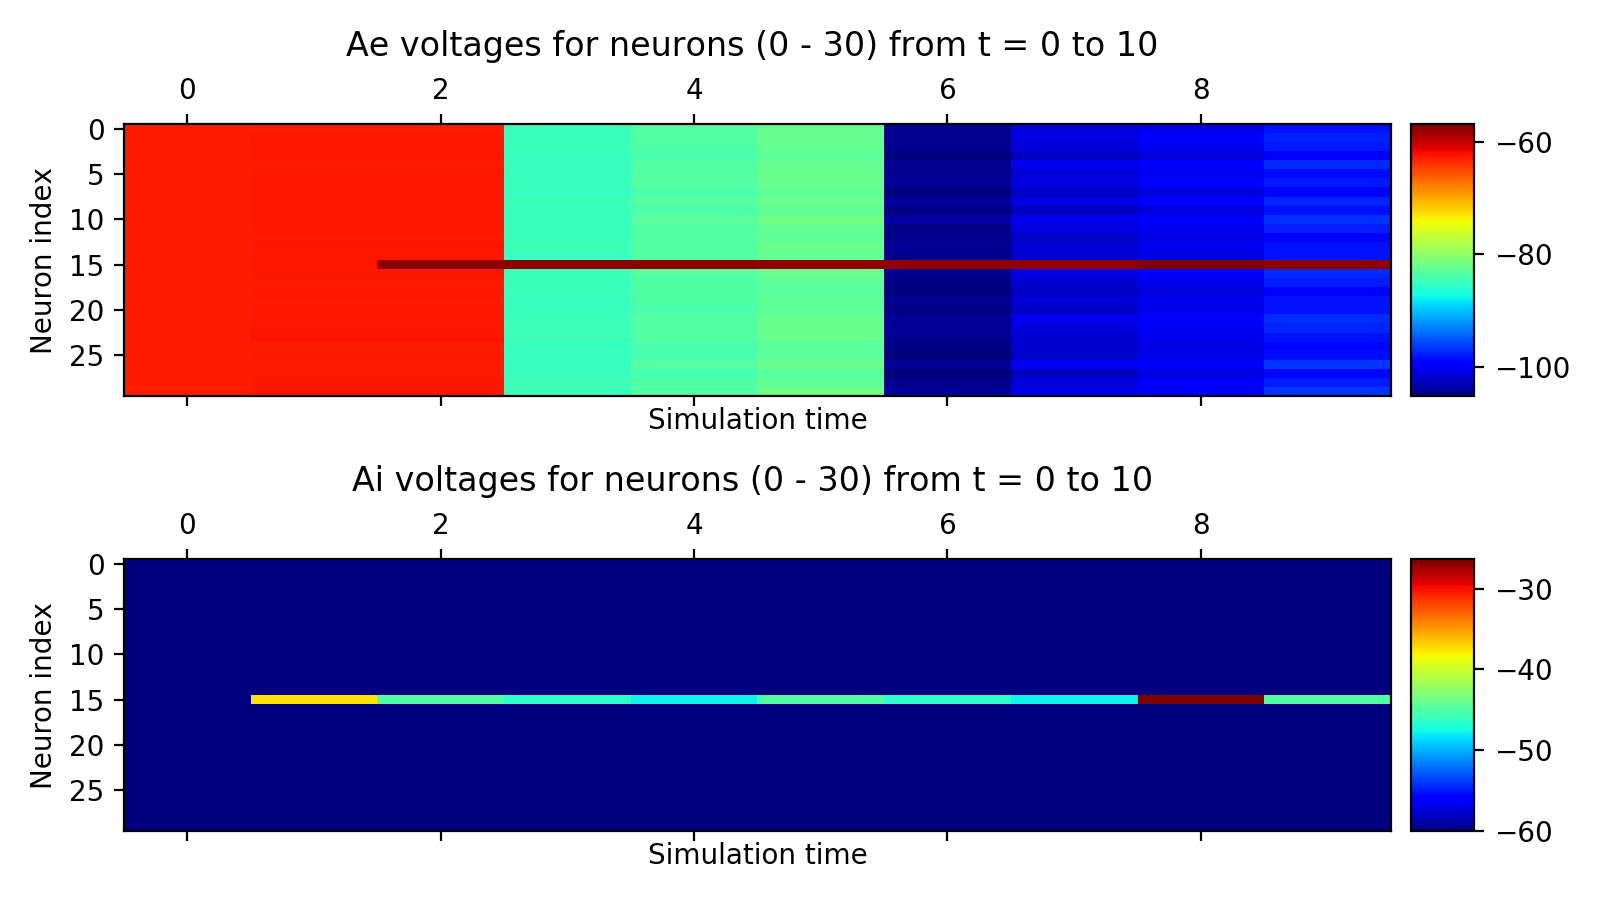 Ae voltages for neurons (0 - 30) from t = 0 to 10
0 2 4 6 8
0
5
10
15
20
25
Neuron index
Simulation time
−60
−80
−100
Ai voltages for neurons (0 - 30) from t = 0 to 10
0 2 4 6 8
0
5
10
15
20
25
Neuron index
Simulation time
−30
−40
−50
−60